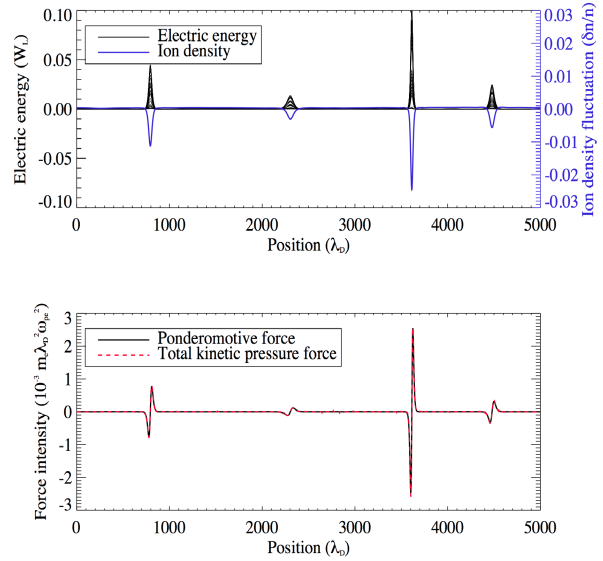 Electric energy (W_L)
0.10
0.05
0.00
-0.05
-0.10
Electric energy
Ion density
0.03
0.02
0.01
0.00
-0.01
-0.02
-0.03
Ion density fluctuation (δn/n)
0 1000 2000 3000 4000 5000
Position (λ_D)
Force intensity (10⁻³ m_eλ_D²ω_pe²)
3
2
1
0
-1
-2
-3
Ponderomotive force
Total kinetic pressure force
0 1000 2000 3000 4000 5000
Position (λ_D)